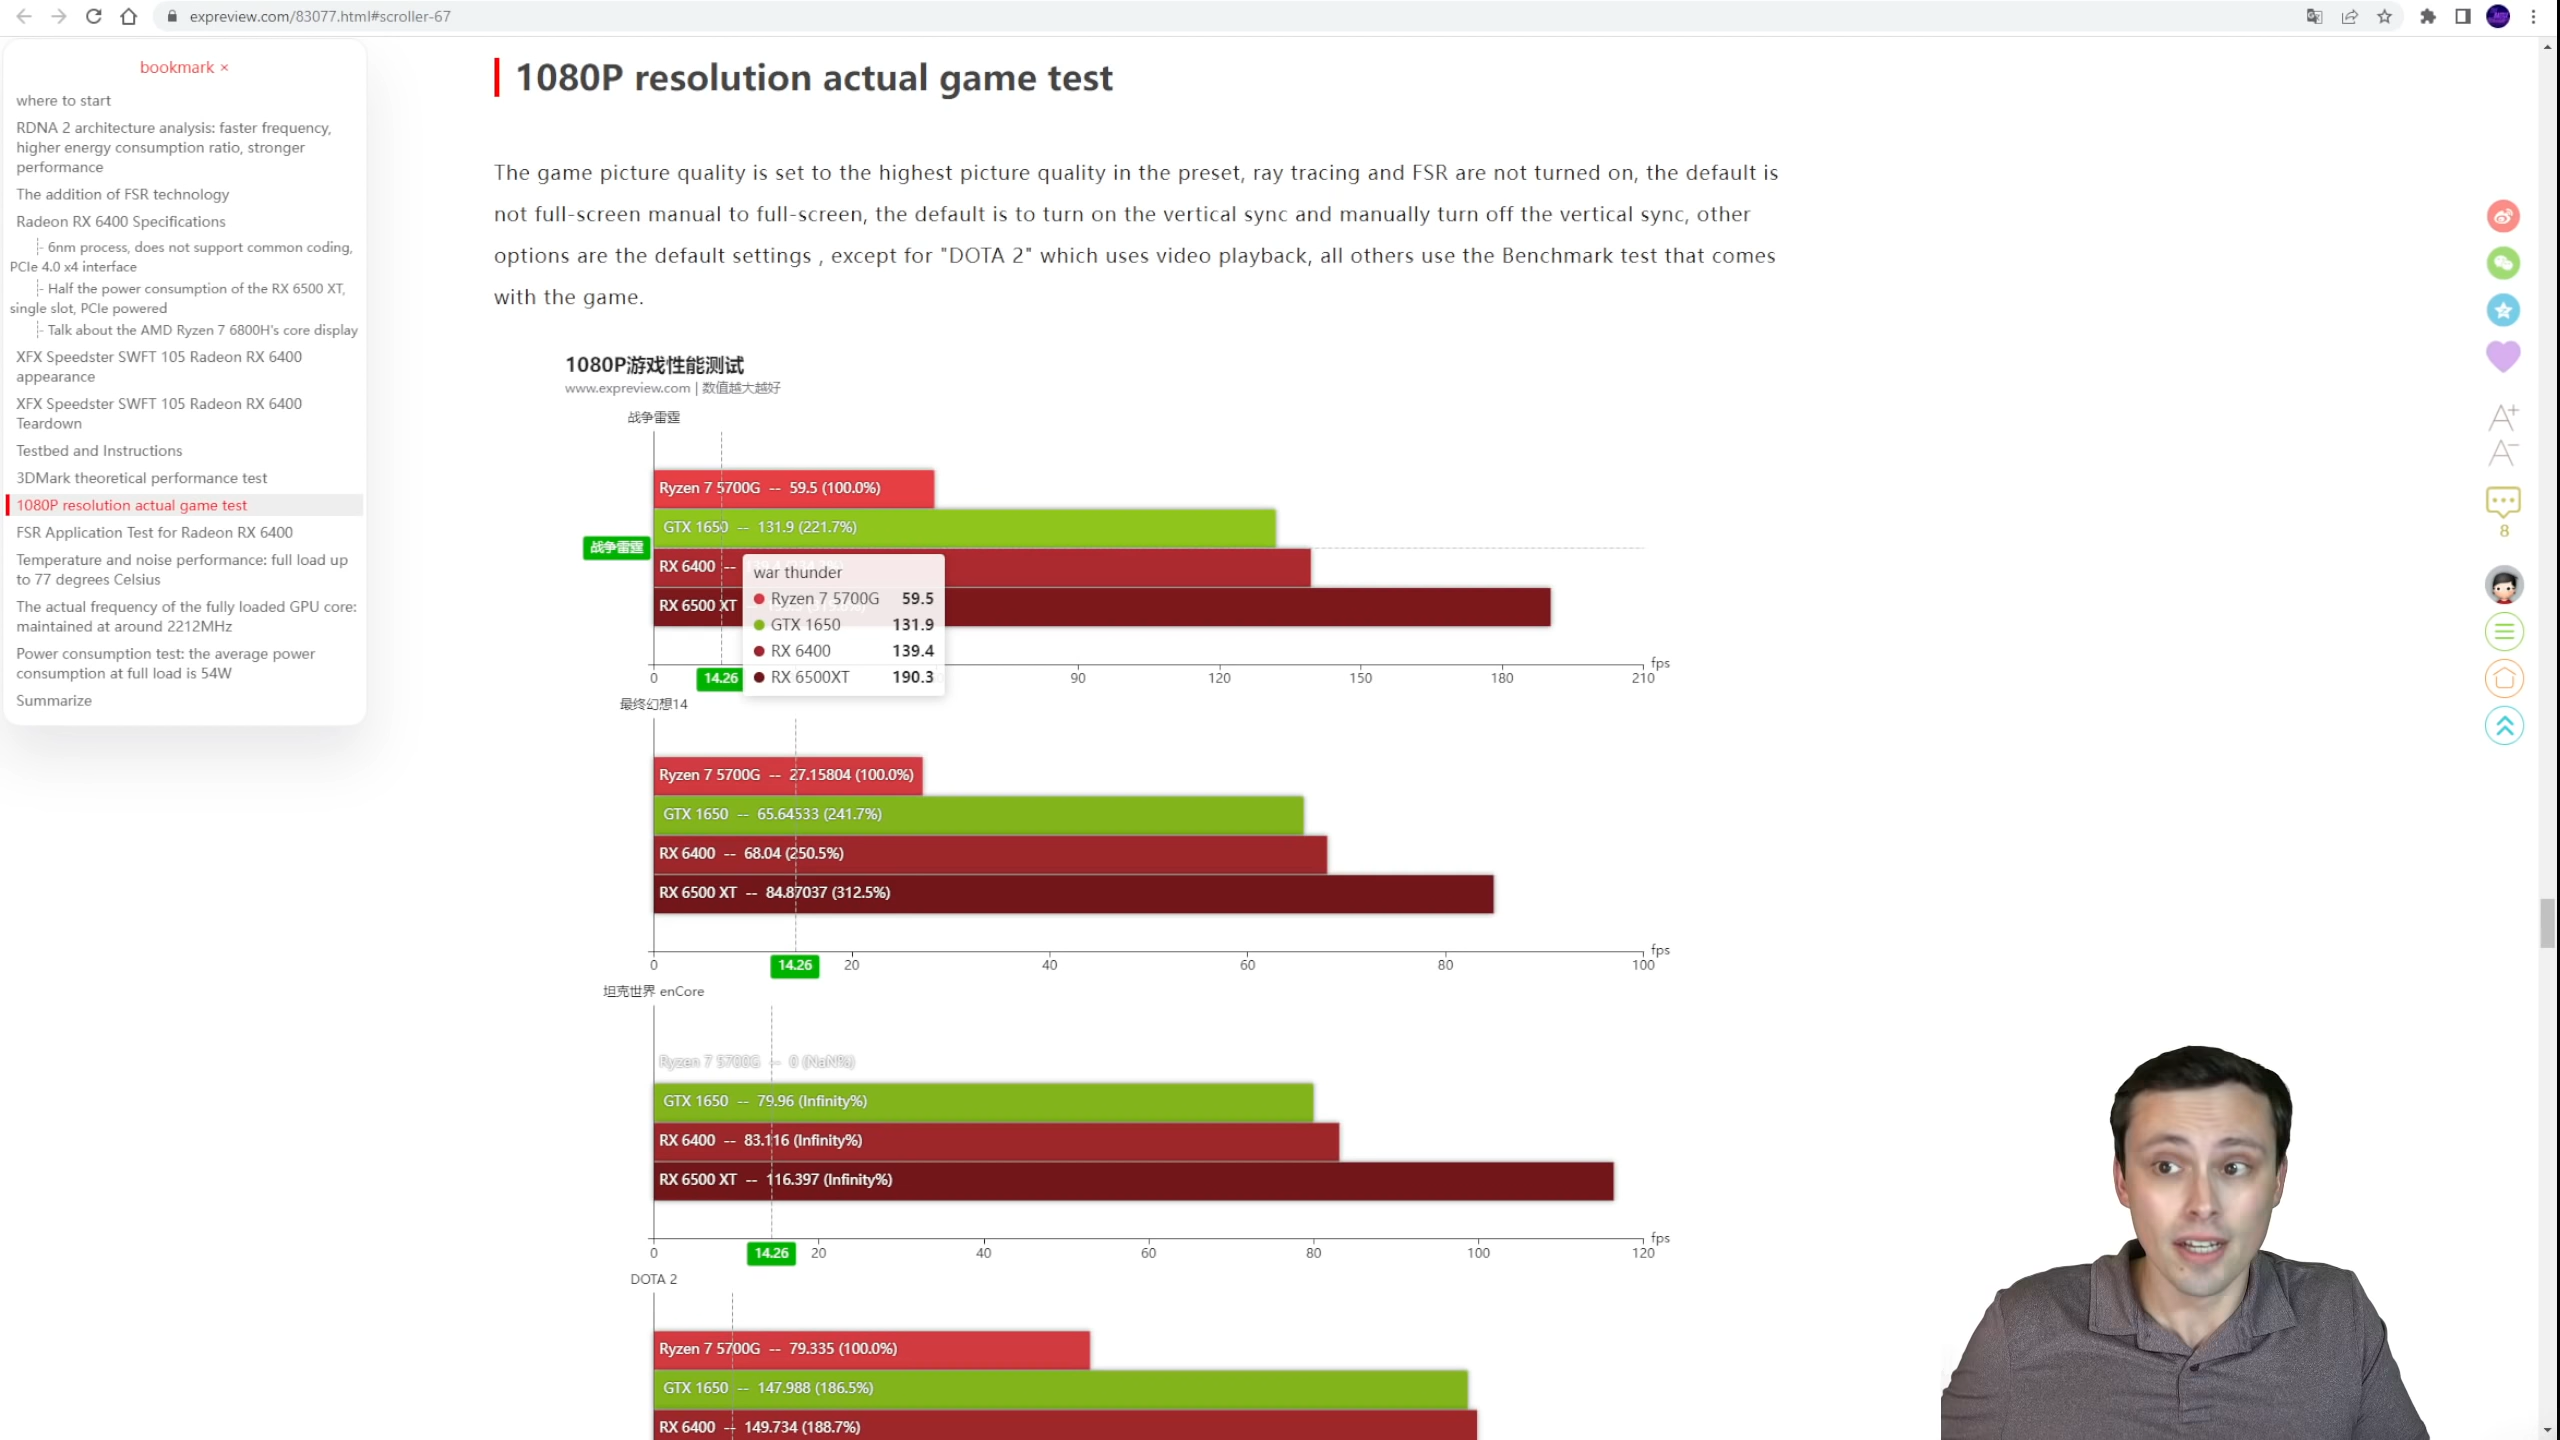 expreview.com/83077.html#scroller-67
bookmark ×
where to start
RDNA 2 architecture analysis: faster frequency,
higher energy consumption ratio, stronger
performance
The addition of FSR technology
Radeon RX 6400 Specifications
6nm process, does not support common coding,
PCIe 4.0 x4 interface
Half the power consumption of the RX 6500 XT,
single slot, PCIe powered
Talk about the AMD Ryzen 7 6800H's core display
XFX Speedster SWFT 105 Radeon RX 6400
appearance
XFX Speedster SWFT 105 Radeon RX 6400
Teardown
Testbed and Instructions
3DMark theoretical performance test
1080P resolution actual game test
FSR Application Test for Radeon RX 6400
Temperature and noise performance: full load up
to 77 degrees Celsius
The actual frequency of the fully loaded GPU core:
maintained at around 2212MHz
Power consumption test: the average power
consumption at full load is 54W
Summarize
1080P resolution actual game test
The game picture quality is set to the highest picture quality in the preset, ray tracing and FSR are not turned on, the default is
not full-screen manual to full-screen, the default is to turn on the vertical sync and manually turn off the vertical sync, other
options are the default settings , except for "DOTA 2" which uses video playback, all others use the Benchmark test that comes
with the game.
1080P游戏性能测试
www.expreview.com | 数值越大越好
战争雷霆
Ryzen 7 5700G -- 59.5 (100.0%)
GTX 1650 -- 131.9 (221.7%)
战争雷霆
RX 6400 --
RX 6500 XT
war thunder
Ryzen 7 5700G 59.5
GTX 1650 131.9
RX 6400 139.4
RX 6500XT 190.3
0 14.26 90 120 150 180 210 fps
最终幻想14
Ryzen 7 5700G -- 27.15804 (100.0%)
GTX 1650 -- 65.64533 (241.7%)
RX 6400 -- 68.04 (250.5%)
RX 6500 XT -- 84.87037 (312.5%)
0 14.26 20 40 60 80 100 fps
坦克世界 enCore
Ryzen 7 5700G -- 0 (NaN%)
GTX 1650 -- 79.96 (Infinity%)
RX 6400 -- 83.116 (Infinity%)
RX 6500 XT -- 116.397 (Infinity%)
0 14.26 20 40 60 80 100 120 fps
DOTA 2
Ryzen 7 5700G -- 79.335 (100.0%)
GTX 1650 -- 147.988 (186.5%)
RX 6400 -- 149.734 (188.7%)
A+
A-
8